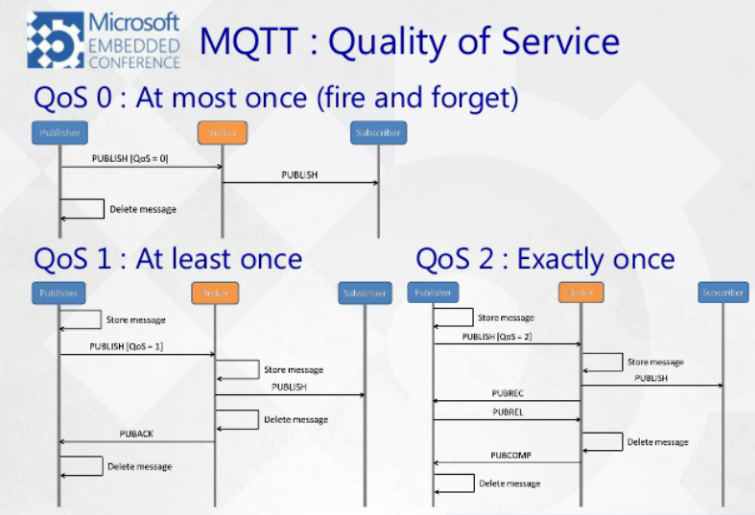 Microsoft
EMBEDDED
CONFERENCE
MQTT : Quality of Service
QoS 0 : At most once (fire and forget)
Publisher
Broker
Subscriber
PUBLISH [QoS = 0]
PUBLISH
Delete message
QoS 1 : At least once
Publisher
Broker
Subscriber
Store message
PUBLISH [QoS = 1]
Store message
PUBLISH
Delete message
PUBACK
Delete message
QoS 2 : Exactly once
Publisher
Broker
Subscriber
Store message
PUBLISH [QoS = 2]
Store message
PUBLISH
PUBREC
PUBREL
Delete message
PUBCOMP
Delete message